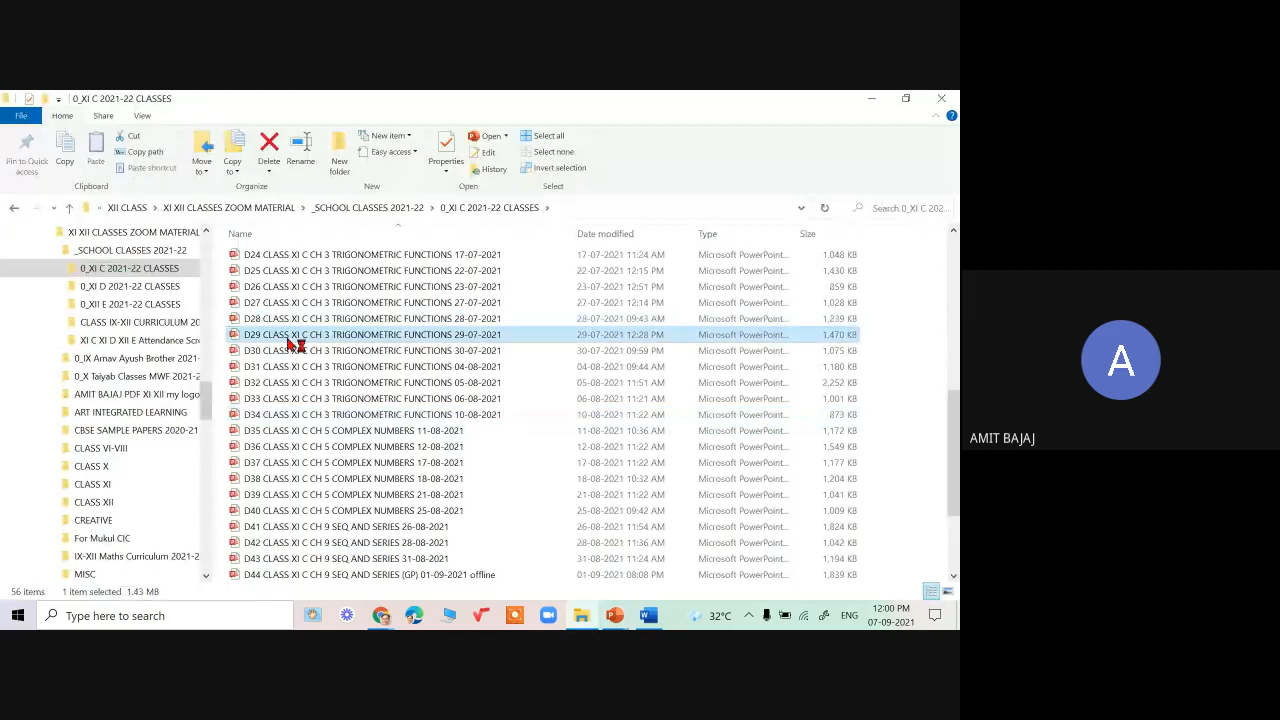 0_XI C 2021-22 CLASSES
File Home Share View
Pin to Quick access
Copy
Paste
Cut
Copy path
Paste shortcut
Clipboard
Move to
Copy to
Delete
Rename
Organize
New folder
New item
Easy access
New
Properties
Open
Edit
History
Open
Select all
Select none
Invert selection
Select
« XII CLASS > XI XII CLASSES ZOOM MATERIAL > _SCHOOL CLASSES 2021-22 > 0_XI C 2021-22 CLASSES >
Search 0_XI C 202...
XI XII CLASSES ZOOM MATERIAL
_SCHOOL CLASSES 2021-22
0_XI C 2021-22 CLASSES
0_XI D 2021-22 CLASSES
0_XII E 2021-22 CLASSES
CLASS IX-XII CURRICULUM 20
XI C XI D XII E Attendance Scre
0_IX Arnav Ayush Brother 2021-
0_X Taiyab Classes MWF 2021-2
AMIT BAJAJ PDF XI XII my logo
ART INTEGRATED LEARNING
CBSE SAMPLE PAPERS 2020-21
CLASS VI-VIII
CLASS X
CLASS XI
CLASS XII
CREATIVE
For Mukul CIC
IX-XII Maths Curriculum 2021-2
MISC
Name Date modified Type Size
D24 CLASS XI C CH 3 TRIGONOMETRIC FUNCTIONS 17-07-2021 17-07-2021 11:24 AM Microsoft PowerPoint... 1,048 KB
D25 CLASS XI C CH 3 TRIGONOMETRIC FUNCTIONS 22-07-2021 22-07-2021 12:15 PM Microsoft PowerPoint... 1,430 KB
D26 CLASS XI C CH 3 TRIGONOMETRIC FUNCTIONS 23-07-2021 23-07-2021 12:51 PM Microsoft PowerPoint... 859 KB
D27 CLASS XI C CH 3 TRIGONOMETRIC FUNCTIONS 27-07-2021 27-07-2021 12:14 PM Microsoft PowerPoint... 1,028 KB
D28 CLASS XI C CH 3 TRIGONOMETRIC FUNCTIONS 28-07-2021 28-07-2021 09:43 AM Microsoft PowerPoint... 1,239 KB
D29 CLASS XI C CH 3 TRIGONOMETRIC FUNCTIONS 29-07-2021 29-07-2021 12:28 PM Microsoft PowerPoint... 1,470 KB
D30 CLASS XI C CH 3 TRIGONOMETRIC FUNCTIONS 30-07-2021 30-07-2021 09:59 PM Microsoft PowerPoint... 1,075 KB
D31 CLASS XI C CH 3 TRIGONOMETRIC FUNCTIONS 04-08-2021 04-08-2021 09:44 AM Microsoft PowerPoint... 1,180 KB
D32 CLASS XI C CH 3 TRIGONOMETRIC FUNCTIONS 05-08-2021 05-08-2021 11:51 AM Microsoft PowerPoint... 2,252 KB
D33 CLASS XI C CH 3 TRIGONOMETRIC FUNCTIONS 06-08-2021 06-08-2021 11:21 AM Microsoft PowerPoint... 1,001 KB
D34 CLASS XI C CH 3 TRIGONOMETRIC FUNCTIONS 10-08-2021 10-08-2021 11:22 AM Microsoft PowerPoint... 873 KB
D35 CLASS XI C CH 5 COMPLEX NUMBERS 11-08-2021 11-08-2021 10:36 AM Microsoft PowerPoint... 1,172 KB
D36 CLASS XI C CH 5 COMPLEX NUMBERS 12-08-2021 12-08-2021 11:22 AM Microsoft PowerPoint... 1,549 KB
D37 CLASS XI C CH 5 COMPLEX NUMBERS 17-08-2021 17-08-2021 11:22 AM Microsoft PowerPoint... 1,177 KB
D38 CLASS XI C CH 5 COMPLEX NUMBERS 18-08-2021 18-08-2021 10:32 AM Microsoft PowerPoint... 1,204 KB
D39 CLASS XI C CH 5 COMPLEX NUMBERS 21-08-2021 21-08-2021 11:22 AM Microsoft PowerPoint... 1,041 KB
D40 CLASS XI C CH 5 COMPLEX NUMBERS 25-08-2021 25-08-2021 09:42 AM Microsoft PowerPoint... 1,009 KB
D41 CLASS XI C CH 9 SEQ AND SERIES 26-08-2021 26-08-2021 11:54 AM Microsoft PowerPoint... 1,824 KB
D42 CLASS XI C CH 9 SEQ AND SERIES 28-08-2021 28-08-2021 11:36 AM Microsoft PowerPoint... 1,042 KB
D43 CLASS XI C CH 9 SEQ AND SERIES 31-08-2021 31-08-2021 11:24 AM Microsoft PowerPoint... 1,194 KB
D44 CLASS XI C CH 9 SEQ AND SERIES (GP) 01-09-2021 offline 01-09-2021 08:08 PM Microsoft PowerPoint... 1,839 KB
56 items 1 item selected 1.43 MB
Type here to search
32°C ENG 12:00 PM
07-09-2021
A
AMIT BAJAJ